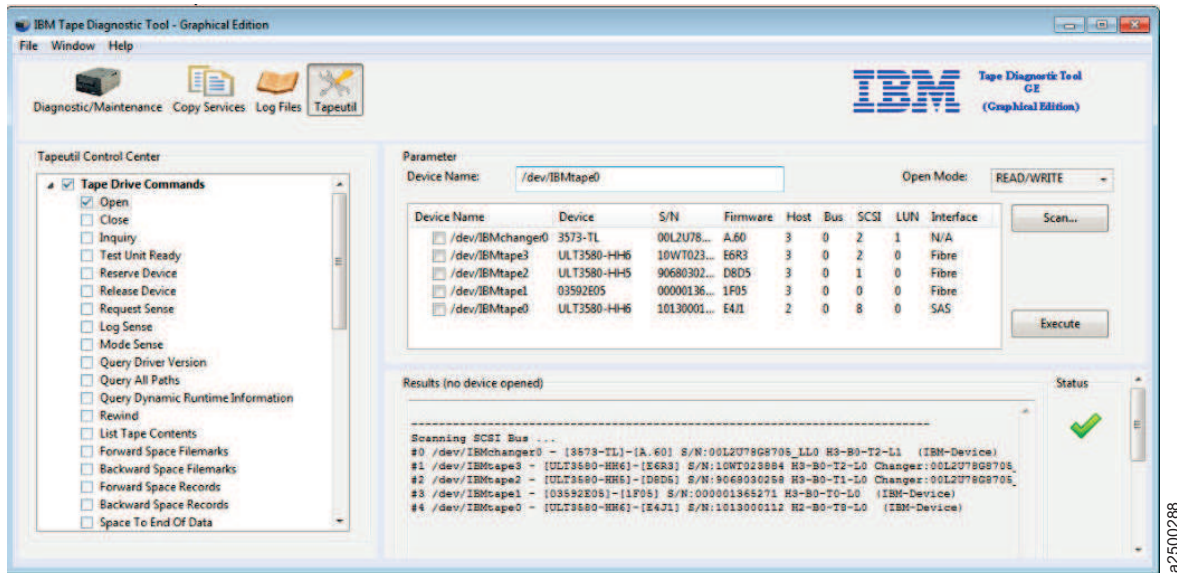 IBM Tape Diagnostic Tool - Graphical Edition
File Window Help
Diagnostic/Maintenance Copy Services Log Files Tapeutil
IBM
Tape Diagnostic Tool
GE
(Graphical Edition)
Tapeutil Control Center
Tape Drive Commands
Open
Close
Inquiry
Test Unit Ready
Reserve Device
Release Device
Request Sense
Log Sense
Mode Sense
Query Driver Version
Query All Paths
Query Dynamic Runtime Information
Rewind
List Tape Contents
Forward Space Filemarks
Backward Space Filemarks
Forward Space Records
Backward Space Records
Space To End Of Data
Parameter
Device Name: /dev/IBMtape0 Open Mode: READ/WRITE
Device Name Device S/N Firmware Host Bus SCSI LUN Interface
/dev/IBMchanger0 3573-TL 00L2U78... A.60 3 0 2 1 N/A
/dev/IBMtape3 ULT3580-HH6 10WT023... E6R3 3 0 2 0 Fibre
/dev/IBMtape2 ULT3580-HH5 90680302... D8D5 3 0 1 0 Fibre
/dev/IBMtape1 03592E05 00000136... 1F05 3 0 0 0 Fibre
/dev/IBMtape0 ULT3580-HH6 10130001... E4J1 2 0 8 0 SAS
Scan...
Execute
Results (no device opened)
Status
--------------------------------------------------------------------------
Scanning SCSI Bus ...
#0 /dev/IBMchanger0 - [3573-TL]-[A.60] S/N:00L2U78G8705_LL0 H3-B0-T2-L1 (IBM-Device)
#1 /dev/IBMtape3 - [ULT3580-HH6]-[E6R3] S/N:10WT023884 H3-B0-T2-L0 Changer:00L2U78G8705_
#2 /dev/IBMtape2 - [ULT3580-HH5]-[D8D5] S/N:9068030258 H3-B0-T1-L0 Changer:00L2U78G8705_
#3 /dev/IBMtape1 - [03592E05]-[1F05] S/N:000001365271 H3-B0-T0-L0 (IBM-Device)
#4 /dev/IBMtape0 - [ULT3580-HH6]-[E4J1] S/N:1013000112 H2-B0-T8-L0 (IBM-Device)
a2500288